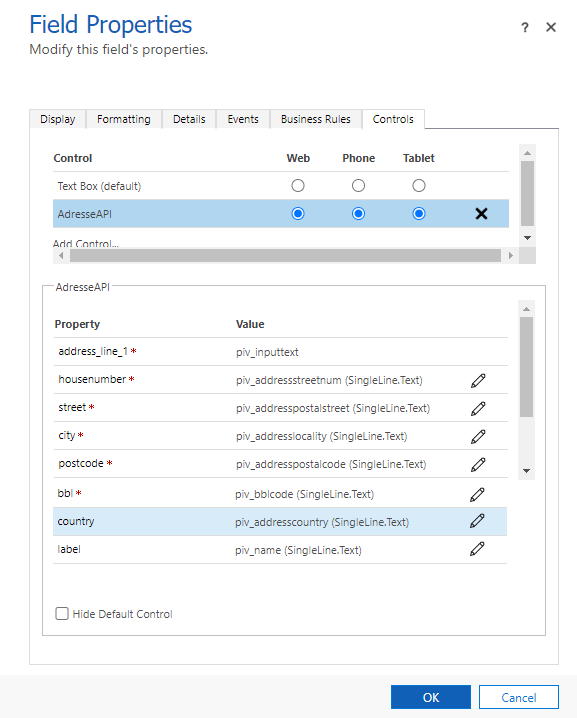 Field Properties
Modify this field's properties.
? ×
Display Formatting Details Events Business Rules Controls
Control Web Phone Tablet
Text Box (default)
AdresseAPI
Add Control...
AdresseAPI
Property Value
address_line_1 * piv_inputtext
housenumber * piv_addressstreetnum (SingleLine.Text)
street * piv_addresspostalstreet (SingleLine.Text)
city * piv_addresslocality (SingleLine.Text)
postcode * piv_addresspostalcode (SingleLine.Text)
bbl * piv_bblcode (SingleLine.Text)
country piv_addresscountry (SingleLine.Text)
label piv_name (SingleLine.Text)
Hide Default Control
OK Cancel